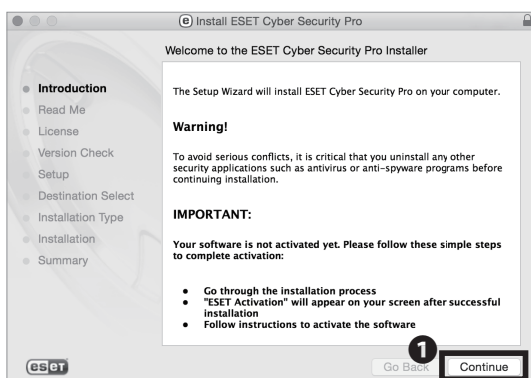 Install ESET Cyber Security Pro
Welcome to the ESET Cyber Security Pro Installer
Introduction
Read Me
License
Version Check
Setup
Destination Select
Installation Type
Installation
Summary
The Setup Wizard will install ESET Cyber Security Pro on your computer.
Warning!
To avoid serious conflicts, it is critical that you uninstall any other
security applications such as antivirus or anti-spyware programs before
continuing installation.
IMPORTANT:
Your software is not activated yet. Please follow these simple steps
to complete activation:
● Go through the installation process
● "ESET Activation" will appear on your screen after successful
installation
● Follow instructions to activate the software
eseT
1
Go Back
Continue